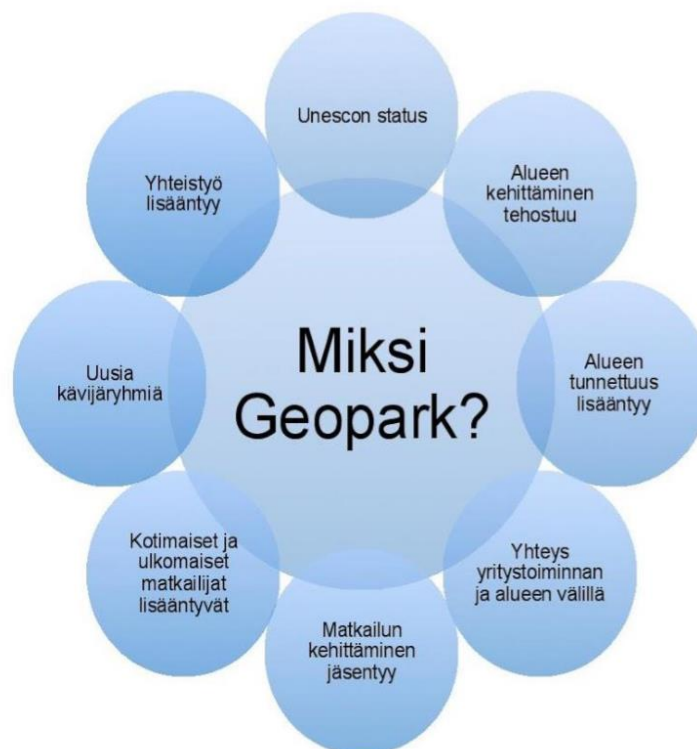 Unescon status
Alueen
kehittäminen
tehostuu
Alueen
tunnettuus
lisääntyy
Yhteys
yritystoiminnan
ja alueen välillä
Matkailun
kehittäminen
jäsentyy
Kotimaiset ja
ulkomaiset
matkailijat
lisääntyvät
Uusia
kävijäryhmiä
Yhteistyö
lisääntyy
Miksi
Geopark?